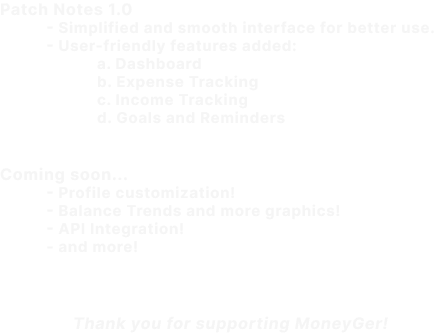 Patch Notes 1.0
- Simplified and smooth interface for better use.
- User-friendly features added:
a. Dashboard
b. Expense Tracking
c. Income Tracking
d. Goals and Reminders
Coming soon...
- Profile customization!
- Balance Trends and more graphics!
- API Integration!
- and more!
Thank you for supporting MoneyGer!